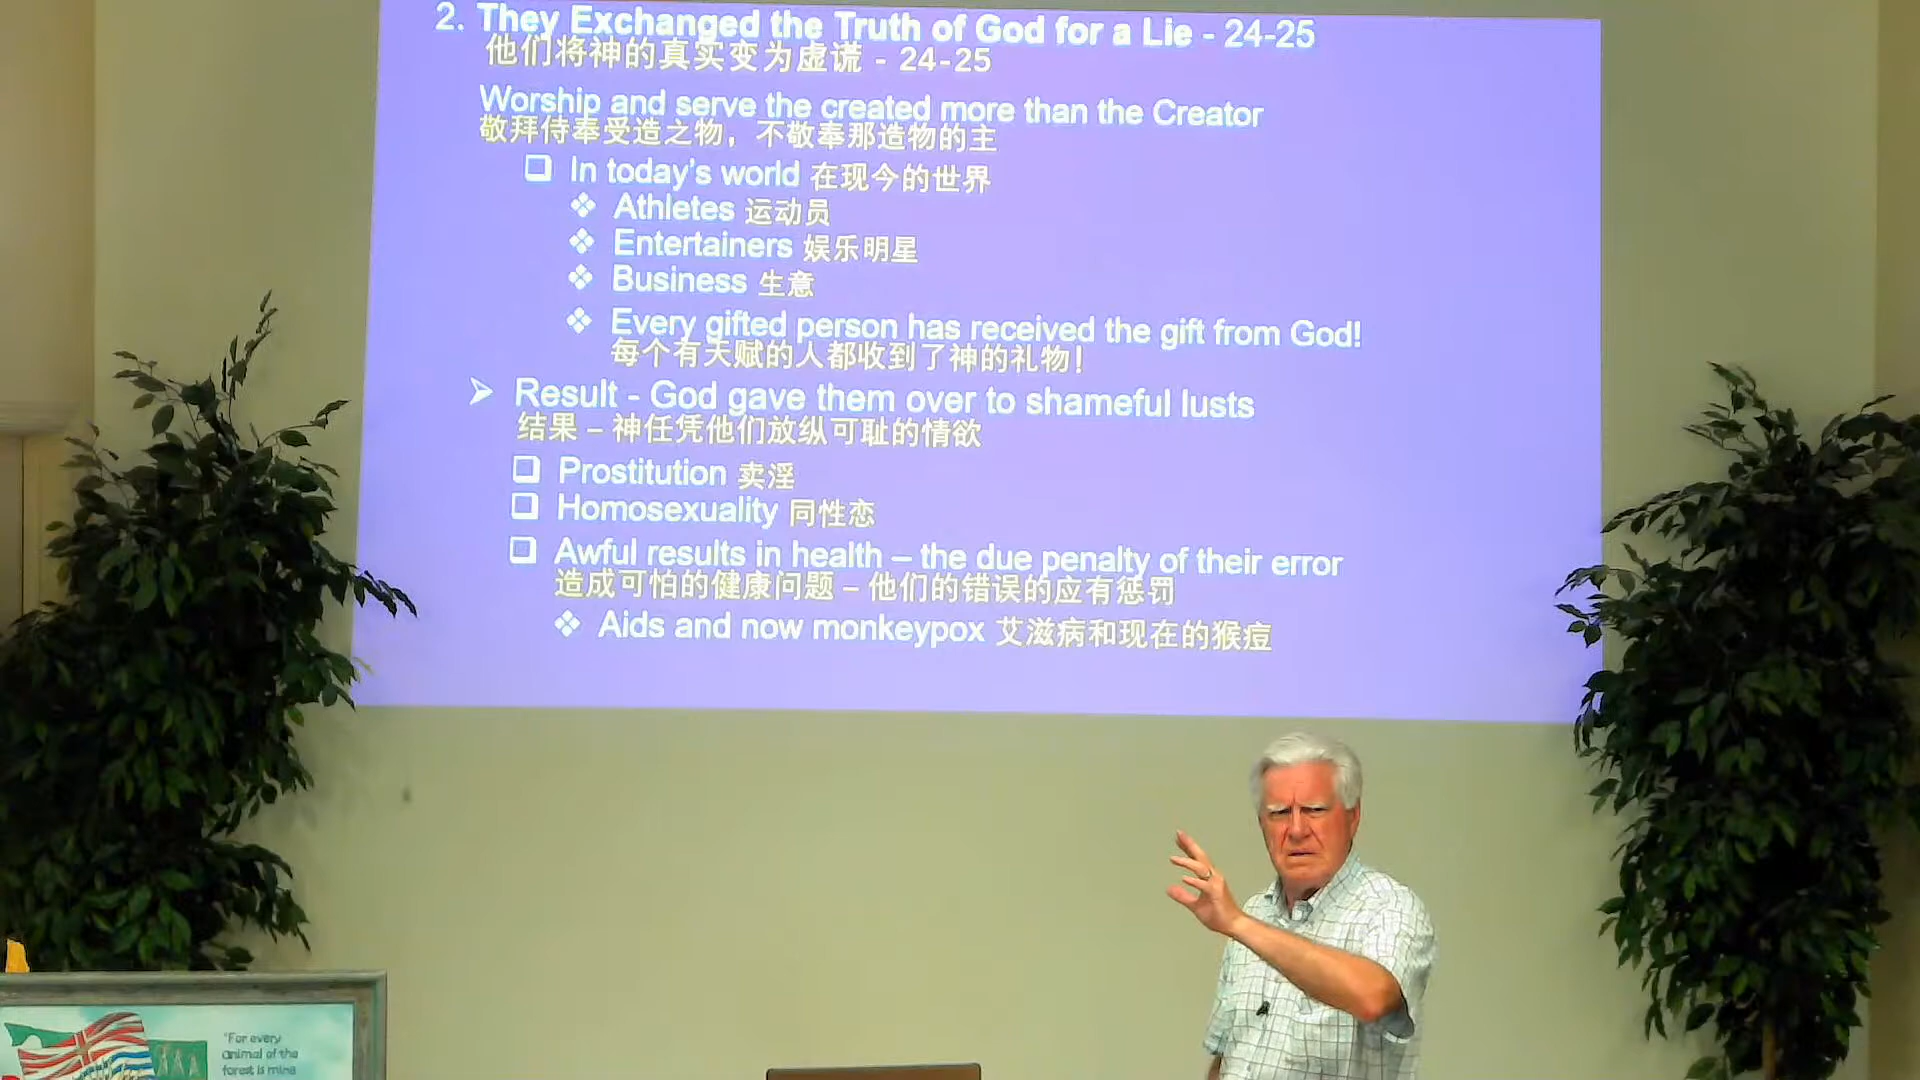 2. They Exchanged the Truth of God for a Lie - 24-25
他们将神的真实变为虚谎 - 24-25
Worship and serve the created more than the Creator
敬拜侍奉受造之物，不敬奉那造物的主
❑ In today's world 在现今的世界
❖ Athletes 运动员
❖ Entertainers 娱乐明星
❖ Business 生意
❖ Every gifted person has received the gift from God!
每个有天赋的人都收到了神的礼物！
➢ Result - God gave them over to shameful lusts
结果 – 神任凭他们放纵可耻的情欲
❑ Prostitution 卖淫
❑ Homosexuality 同性恋
❑ Awful results in health – the due penalty of their error
造成可怕的健康问题 – 他们的错误的应有惩罚
❖ Aids and now monkeypox 艾滋病和现在的猴痘
"For every
animal of the
forest is mine